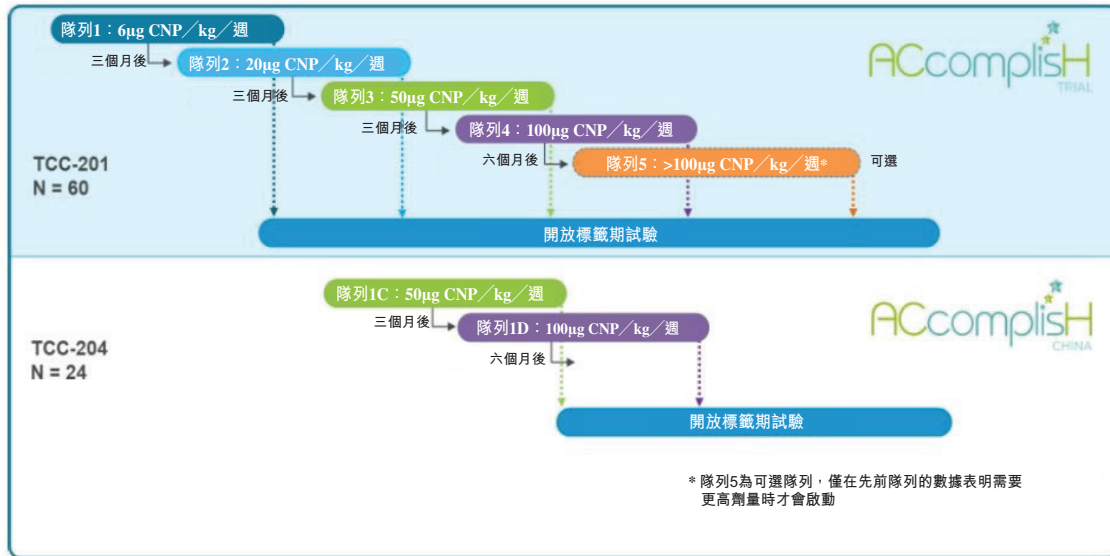 隊列1：6μg CNP／kg／週
三個月後
隊列2：20μg CNP／kg／週
三個月後
隊列3：50μg CNP／kg／週
三個月後
隊列4：100μg CNP／kg／週
六個月後
隊列5：>100μg CNP／kg／週*
可選
ACcomplisH
TRIAL
TCC-201
N = 60
開放標籤期試驗
隊列1C：50μg CNP／kg／週
三個月後
隊列1D：100μg CNP／kg／週
六個月後
ACcomplisH
CHINA
TCC-204
N = 24
開放標籤期試驗
* 隊列5為可選隊列，僅在先前隊列的數據表明需要
更高劑量時才會啟動